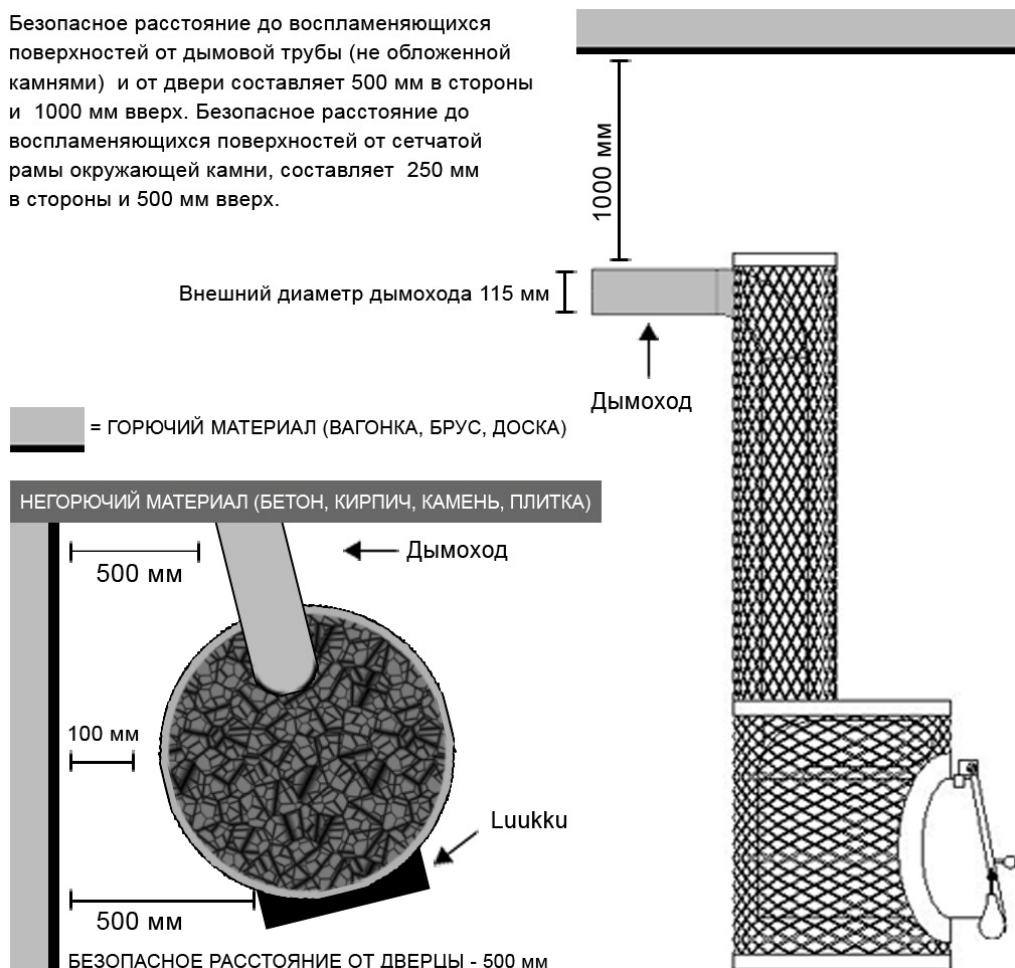 Безопасное расстояние до воспламеняющихся
поверхностей от дымовой трубы (не обложенной
камнями) и от двери составляет 500 мм в стороны
и 1000 мм вверх. Безопасное расстояние до
воспламеняющихся поверхностей от сетчатой
рамы окружающей камни, составляет 250 мм
в стороны и 500 мм вверх.
1000 мм
Внешний диаметр дымохода 115 мм
Дымоход
= ГОРЮЧИЙ МАТЕРИАЛ (ВАГОНКА, БРУС, ДОСКА)
НЕГОРЮЧИЙ МАТЕРИАЛ (БЕТОН, КИРПИЧ, КАМЕНЬ, ПЛИТКА)
Дымоход
500 мм
100 мм
Luukku
500 мм
БЕЗОПАСНОЕ РАССТОЯНИЕ ОТ ДВЕРЦЫ - 500 мм